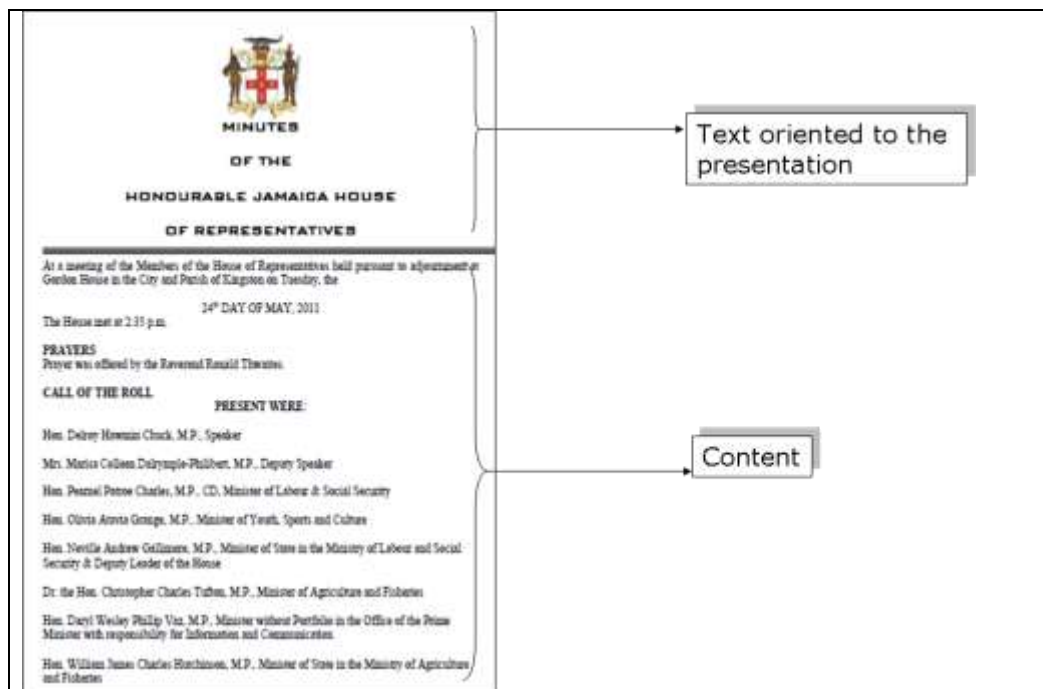 MINUTES
OF THE
HONOURABLE JAMAICA HOUSE
OF REPRESENTATIVES
At a meeting of the Members of the House of Representatives held pursuant to adjournment at
Gordon House in the City and Parish of Kingston on Tuesday, the
24th DAY OF MAY, 2011
The House met at 2:35 p.m.
PRAYERS
Prayer was offered by the Reverend Ronald Thwaites.
CALL OF THE ROLL
PRESENT WERE:
Hon. Delroy Chuck, M.P., Speaker
Mrs. Marisa Colleen Dalrymple-Philibert, M.P., Deputy Speaker
Hon. Pearnel Charles, M.P., CD, Minister of Labour & Social Security
Hon. Olivia Grange, M.P., Minister of Youth, Sports and Culture
Hon. Neville Andrew Gallimore, M.P., Minister of State in the Ministry of Labour and Social
Security & Deputy Leader of the House
Dr. the Hon. Christopher Charles Tufton, M.P., Minister of Agriculture and Fisheries
Hon. Daryl Wesley Phillip Vaz, M.P., Minister without Portfolio in the Office of the Prime
Minister with responsibility for Information and Communication.
Hon. William James Charles Hutchinson, M.P., Minister of State in the Ministry of Agriculture
and Fisheries
Text oriented to the
presentation
Content